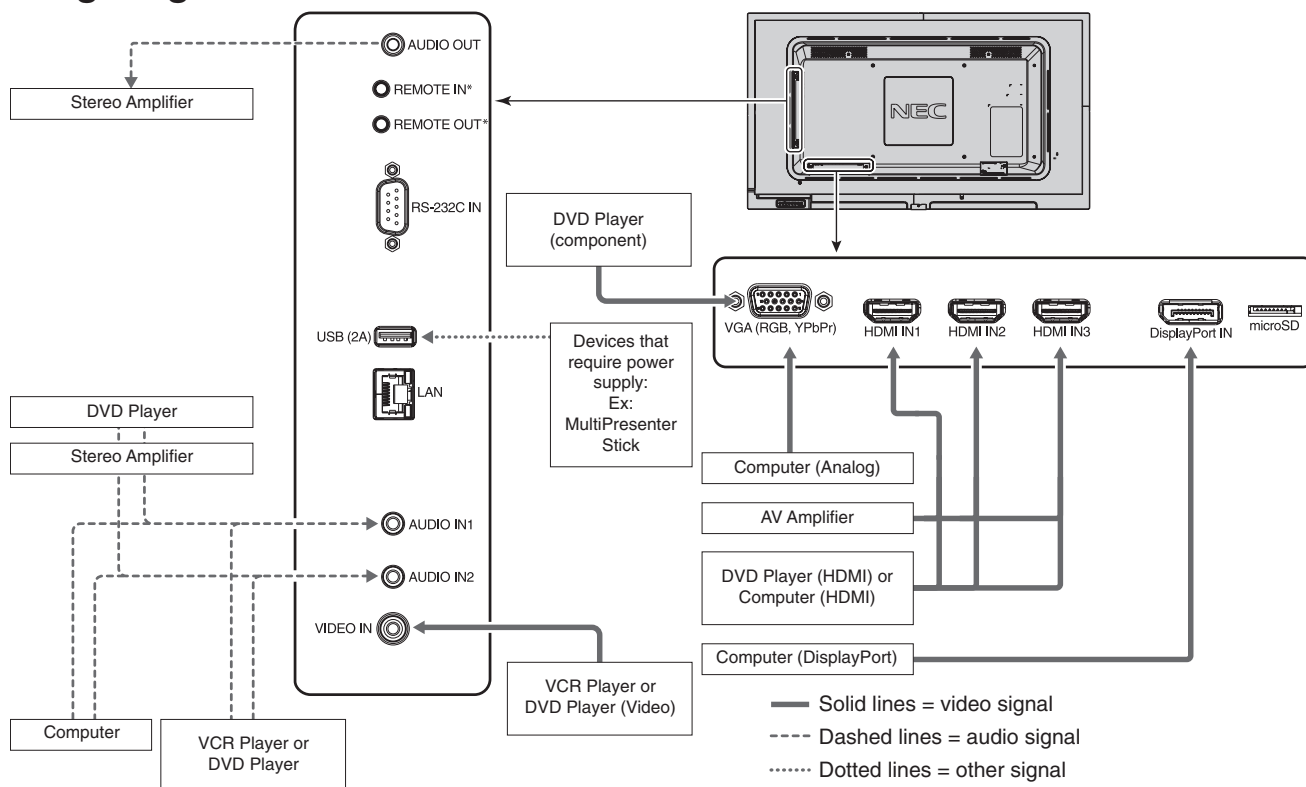 AUDIO OUT
Stereo Amplifier
REMOTE IN*
REMOTE OUT*
RS-232C IN
USB (2A)
LAN
DVD Player
Stereo Amplifier
AUDIO IN1
AUDIO IN2
VIDEO IN
Computer
VCR Player or
DVD Player
NEC
DVD Player
(component)
Devices that
require power
supply:
Ex:
MultiPresenter
Stick
VCR Player or
DVD Player (Video)
VGA (RGB, YPbPr)
HDMI IN1
HDMI IN2
HDMI IN3
DisplayPort IN
microSD
Computer (Analog)
AV Amplifier
DVD Player (HDMI) or
Computer (HDMI)
Computer (DisplayPort)
Solid lines = video signal
Dashed lines = audio signal
Dotted lines = other signal